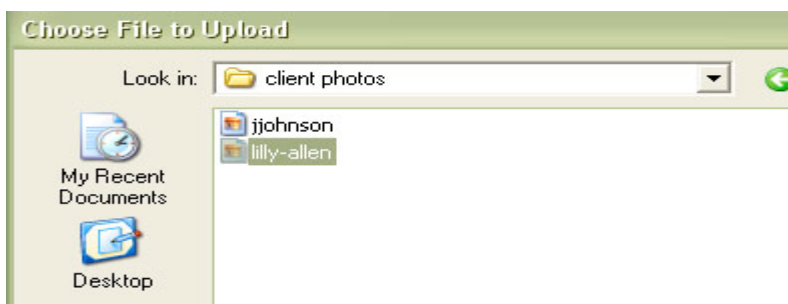 Choose File to Upload
Look in: client photos
jjohnson
lilly-allen
My Recent
Documents
Desktop